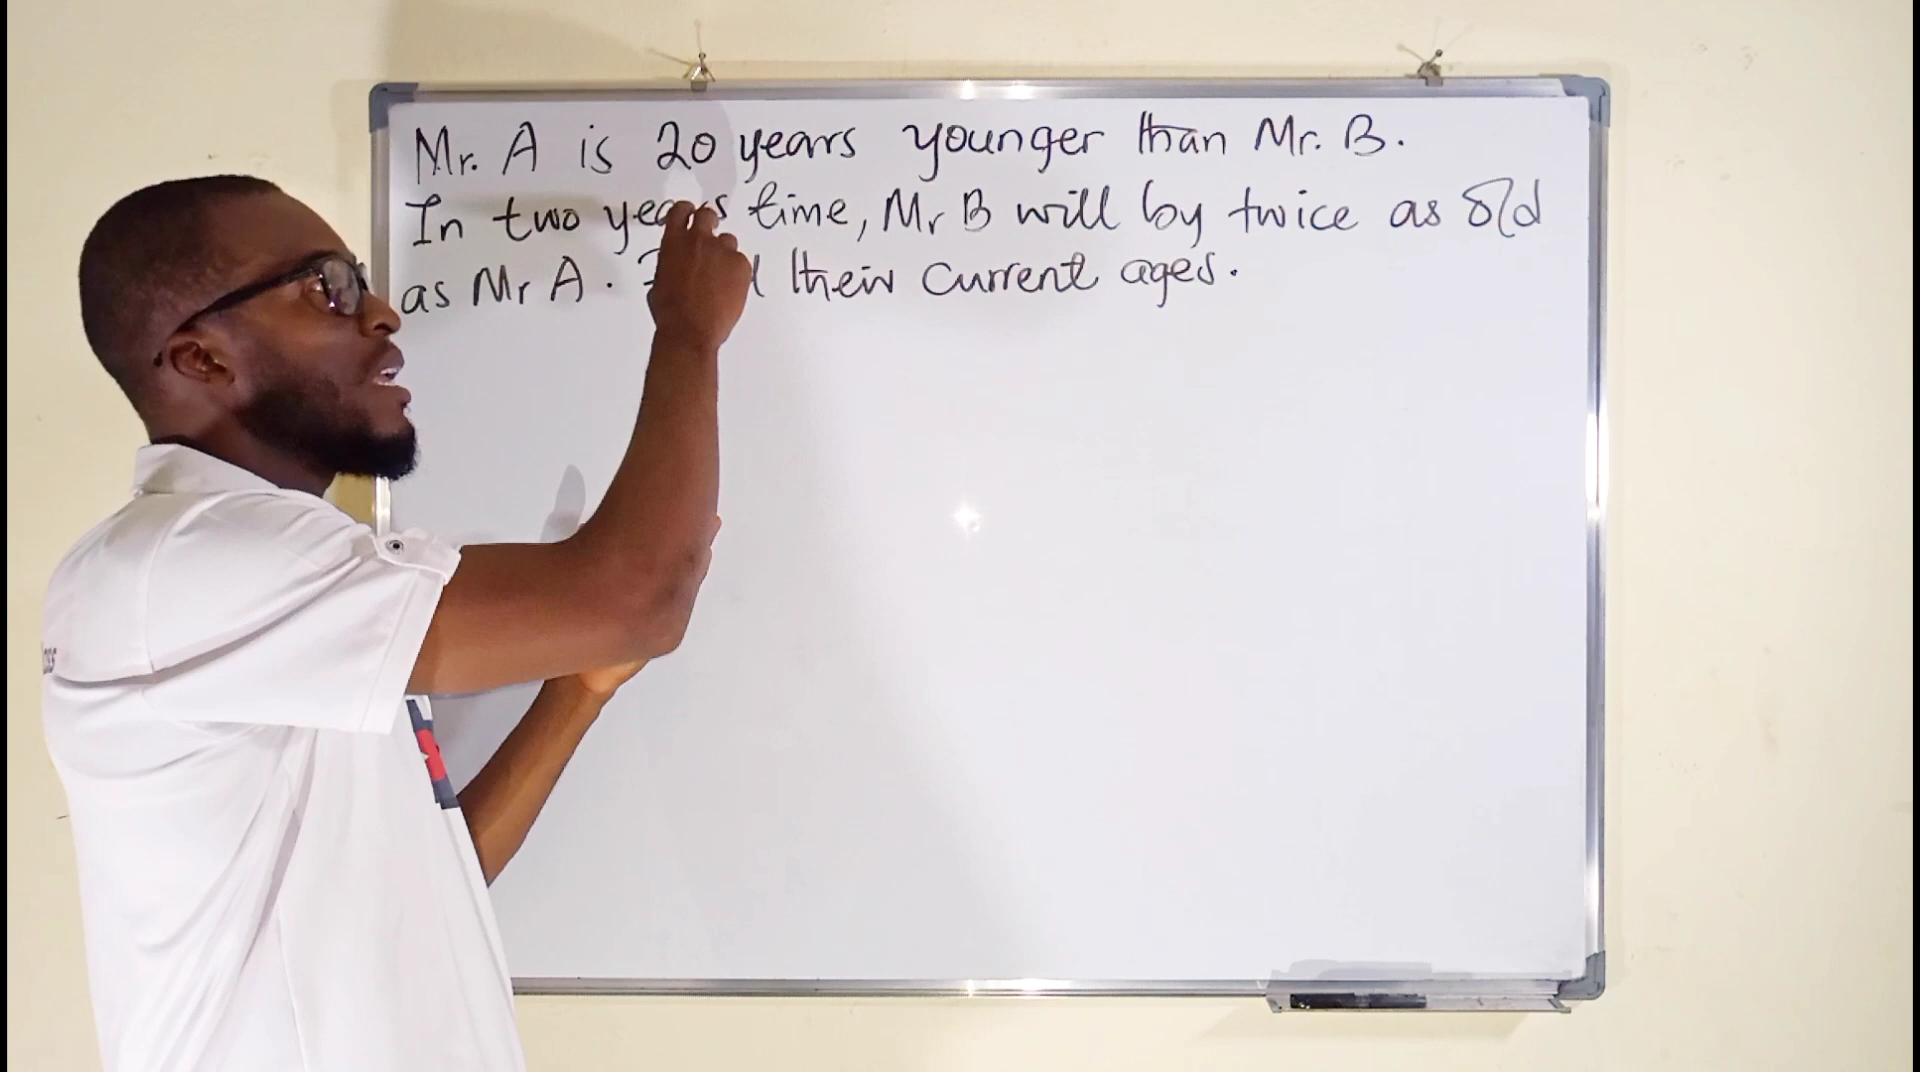 Mr. A is 20 years younger than Mr. B.
In two years time, Mr B will by twice as old
as Mr A. their current ages.